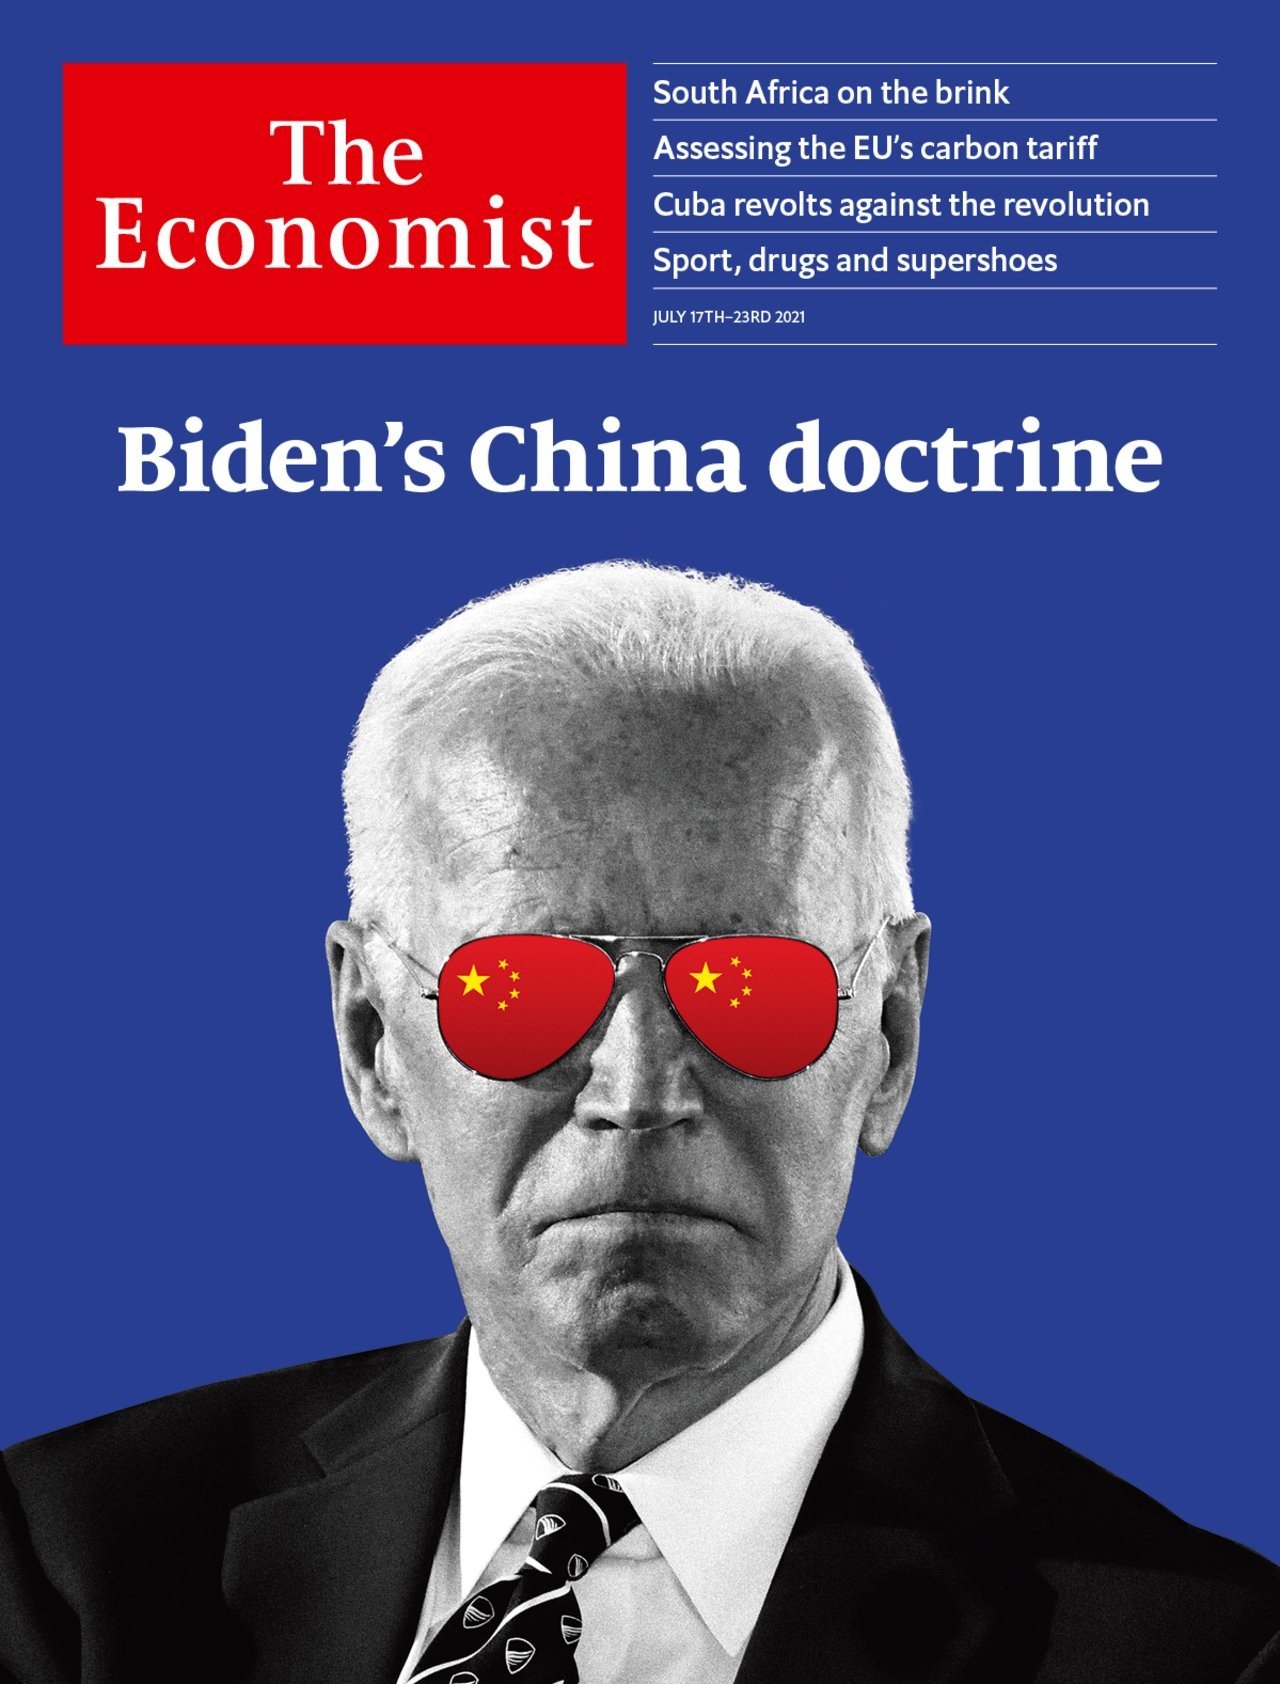 The
Economist
South Africa on the brink
Assessing the EU’s carbon tariff
Cuba revolts against the revolution
Sport, drugs and supershoes
JULY 17TH–23RD 2021
Biden’s China doctrine